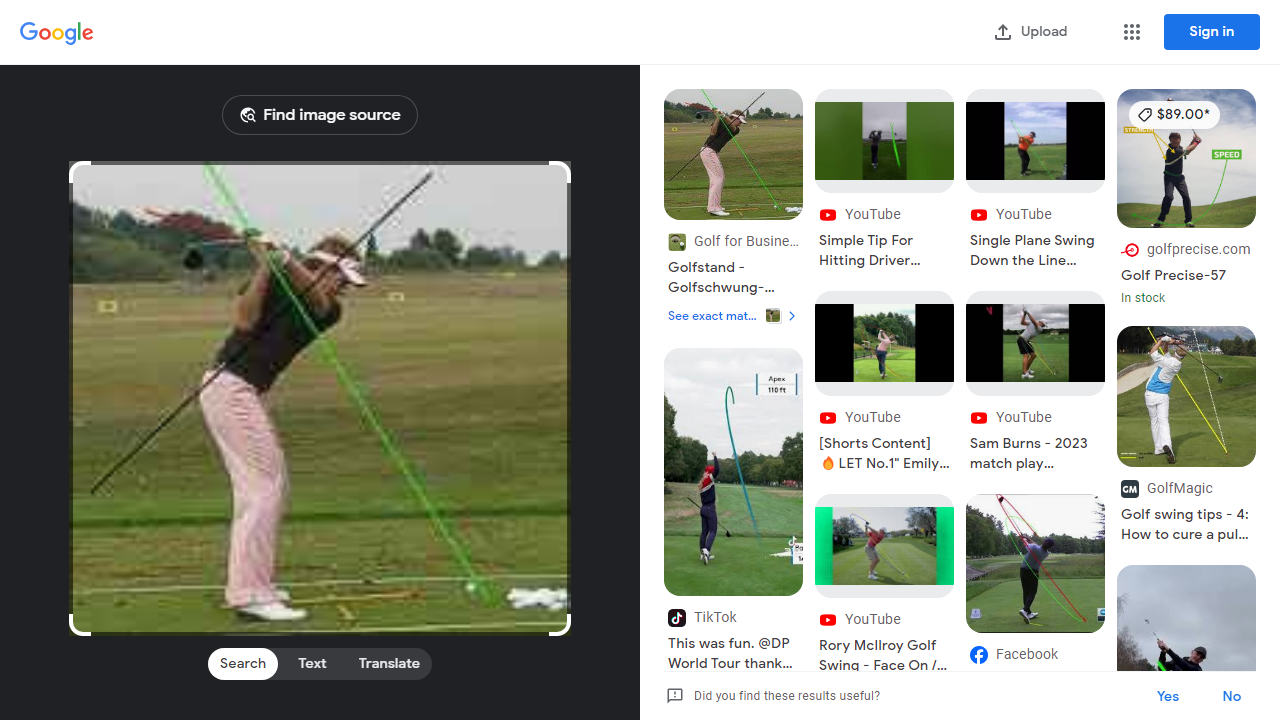 Google
Upload
Sign in
Find image source
Search
Text
Translate
Golf for Busine...
Golfstand -
Golfschwung-...
See exact mat...
Apex
110 ft
TikTok
This was fun. @DP
World Tour thank...
YouTube
Simple Tip For
Hitting Driver...
YouTube
[Shorts Content]
🔥 LET No.1" Emily...
YouTube
Rory McIlroy Golf
Swing - Face On /...
YouTube
Single Plane Swing
Down the Line...
YouTube
Sam Burns - 2023
match play...
Facebook
$89.00*
STRENGTH
SPEED
golfprecise.com
Golf Precise-57
In stock
GM
GolfMagic
Golf swing tips - 4:
How to cure a pul...
Did you find these results useful?
Yes
No